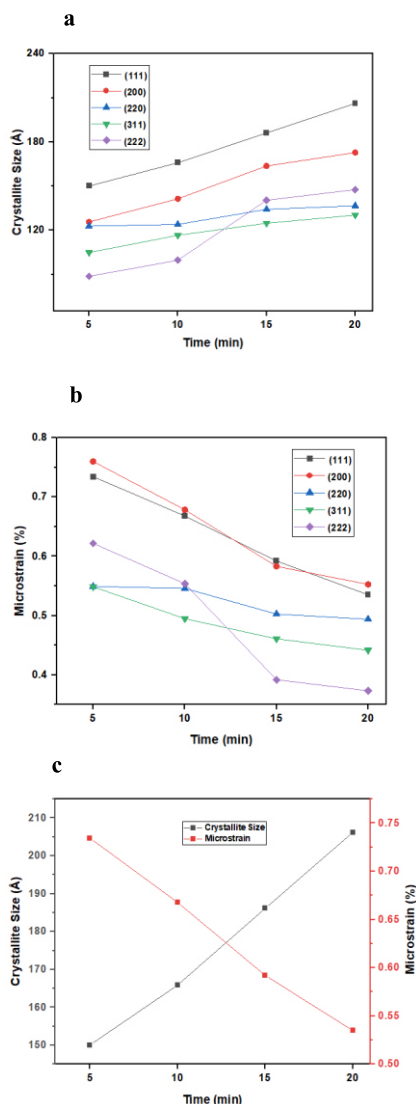 a
240
180
120
Crystallite Size (Å)
(111)
(200)
(220)
(311)
(222)
5 10 15 20
Time (min)
b
0.8
0.7
0.6
0.5
0.4
Microstrain (%)
(111)
(200)
(220)
(311)
(222)
5 10 15 20
Time (min)
c
210
205
190
180
170
160
150
Crystallite Size (Å)
Crystallite Size
Microstrain
0.75
0.70
0.65
0.60
0.55
0.50
Microstrain (%)
5 10 15 20
Time (min)